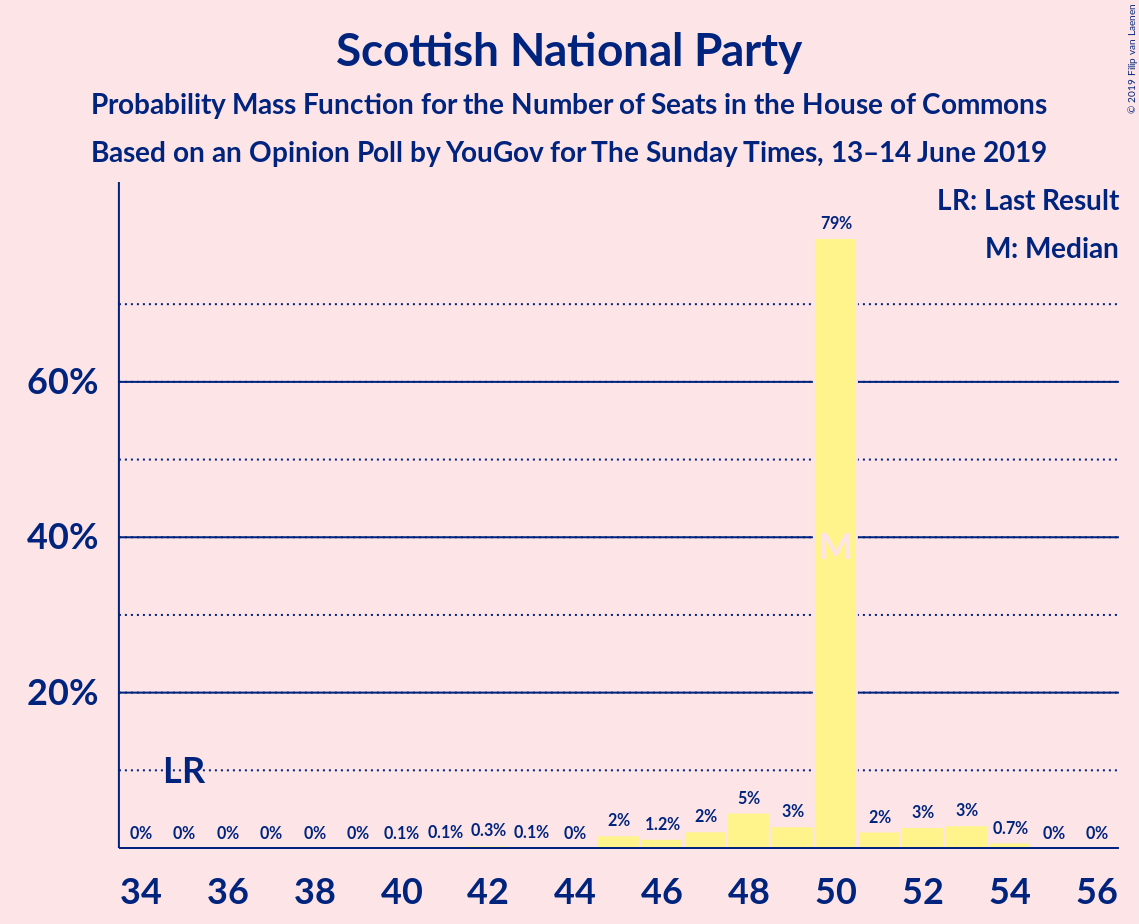 Scottish National Party
Probability Mass Function for the Number of Seats in the House of Commons
Based on an Opinion Poll by YouGov for The Sunday Times, 13–14 June 2019
© 2019 Filip van Laenen
LR: Last Result
M: Median
79%
60%
40%
M
20%
LR
0% 0% 0% 0% 0% 0% 0.1% 0.1% 0.3% 0.1% 0% 2% 1.2% 2% 5% 3% 2% 3% 3% 0.7% 0% 0%
34 36 38 40 42 44 46 48 50 52 54 56